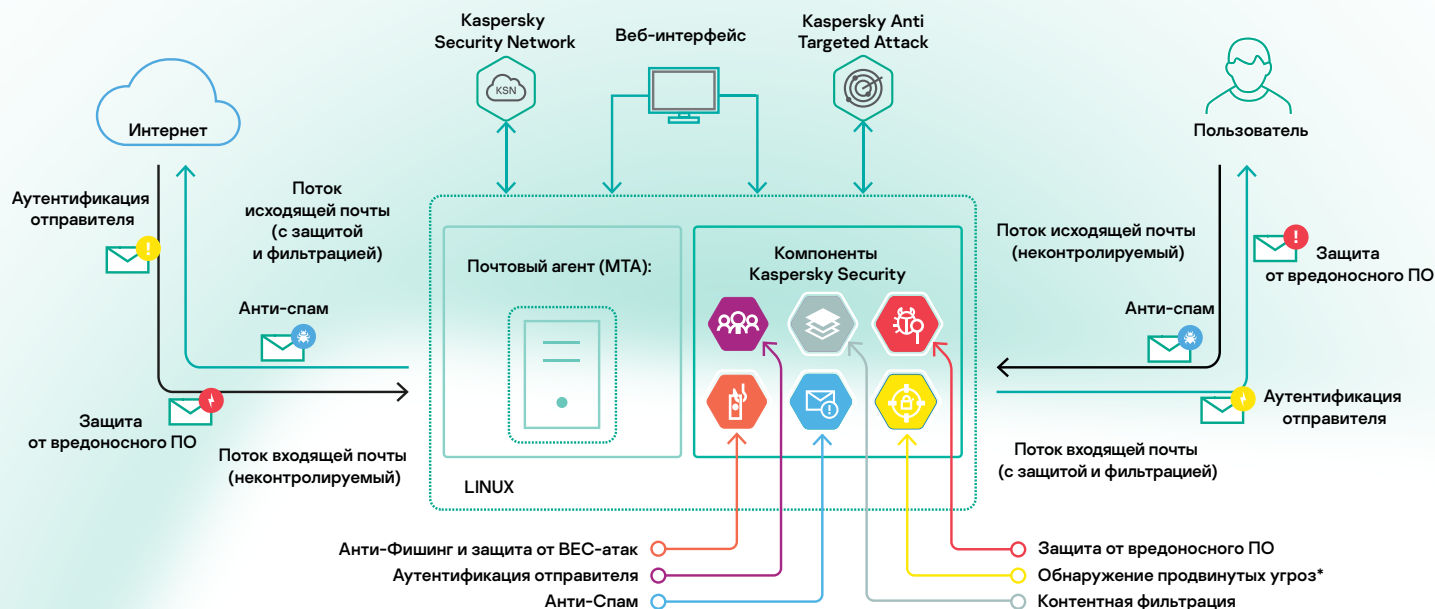 Kaspersky
Security Network
KSN
Веб-интерфейс
Kaspersky Anti
Targeted Attack
Интернет
Пользователь
Аутентификация
отправителя
Поток
исходящей почты
(с защитой
и фильтрацией)
Анти-спам
Защита
от вредоносного ПО
Поток входящей почты
(неконтролируемый)
Почтовый агент (МТА):
LINUX
Компоненты
Kaspersky Security
Поток исходящей почты
(неконтролируемый)
Защита
от вредоносного ПО
Анти-спам
Аутентификация
отправителя
Поток входящей почты
(с защитой и фильтрацией)
Анти-Фишинг и защита от BEC-атак
Аутентификация отправителя
Анти-Спам
Защита от вредоносного ПО
Обнаружение продвинутых угроз*
Контентная фильтрация